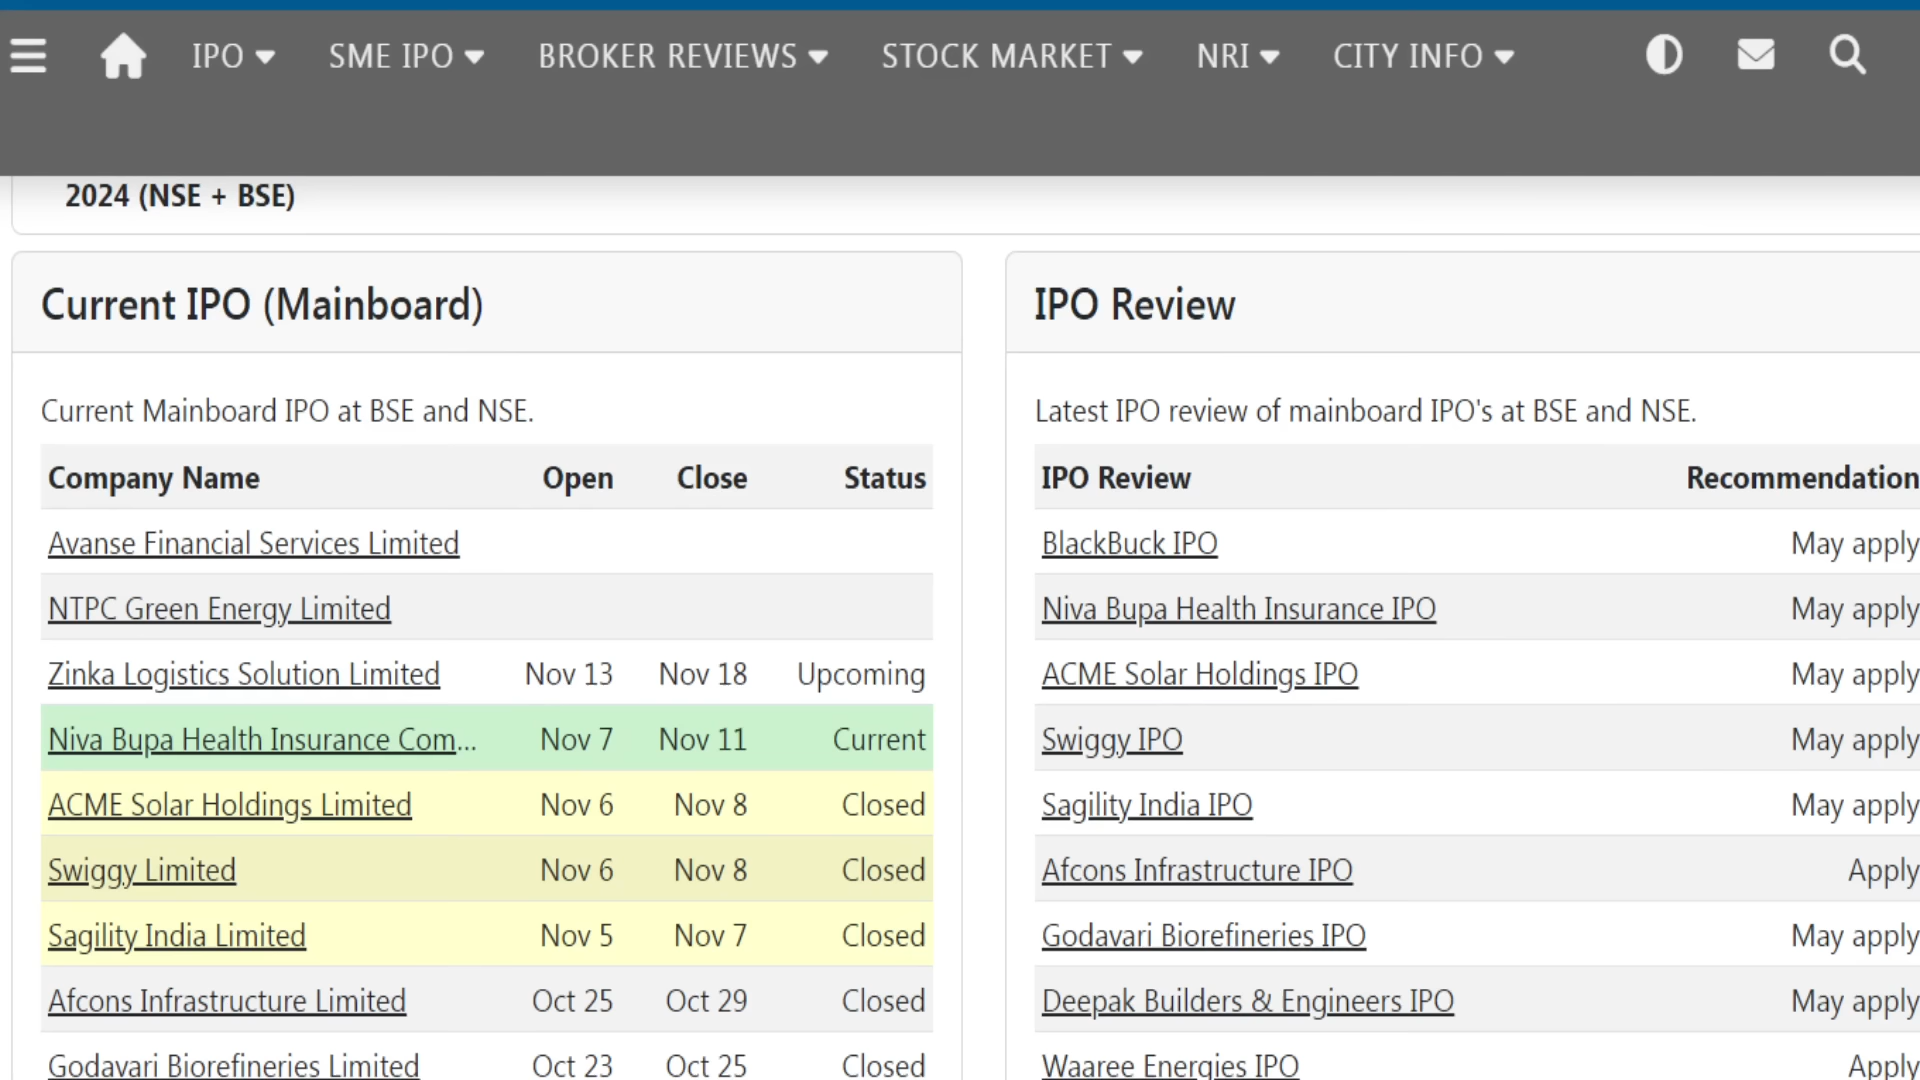 IPO SME IPO BROKER REVIEWS STOCK MARKET NRI CITY INFO
2024 (NSE + BSE)
Current IPO (Mainboard)
Current Mainboard IPO at BSE and NSE.
Company Name Open Close Status
Avanse Financial Services Limited
NTPC Green Energy Limited
Zinka Logistics Solution Limited Nov 13 Nov 18 Upcoming
Niva Bupa Health Insurance Com... Nov 7 Nov 11 Current
ACME Solar Holdings Limited Nov 6 Nov 8 Closed
Swiggy Limited Nov 6 Nov 8 Closed
Sagility India Limited Nov 5 Nov 7 Closed
Afcons Infrastructure Limited Oct 25 Oct 29 Closed
Godavari Biorefineries Limited Oct 23 Oct 25 Closed
IPO Review
Latest IPO review of mainboard IPO's at BSE and NSE.
IPO Review Recommendation
BlackBuck IPO May apply
Niva Bupa Health Insurance IPO May apply
ACME Solar Holdings IPO May apply
Swiggy IPO May apply
Sagility India IPO May apply
Afcons Infrastructure IPO Apply
Godavari Biorefineries IPO May apply
Deepak Builders & Engineers IPO May apply
Waaree Energies IPO Apply